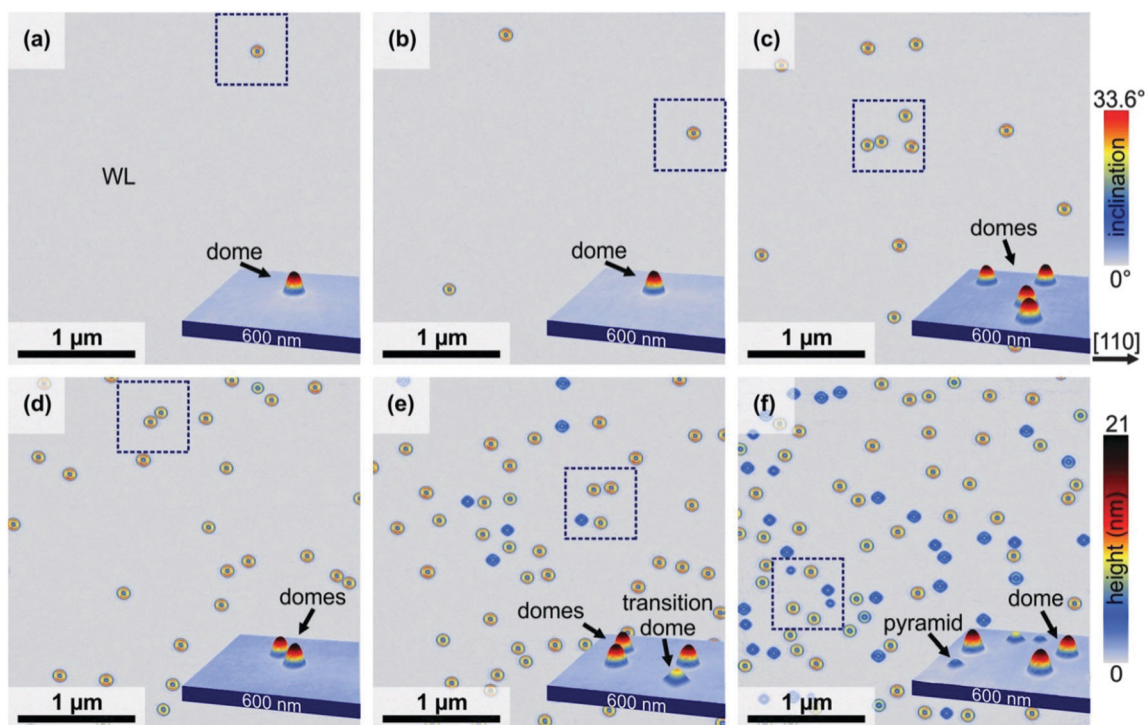 (a)
WL
dome
600 nm
1 µm
(b)
dome
600 nm
1 µm
(c)
domes
600 nm
1 µm
33.6°
inclination
0°
[110]
(d)
domes
600 nm
1 µm
(e)
domes
transition
dome
600 nm
1 µm
(f)
pyramid
dome
600 nm
1 µm
21
height (nm)
0